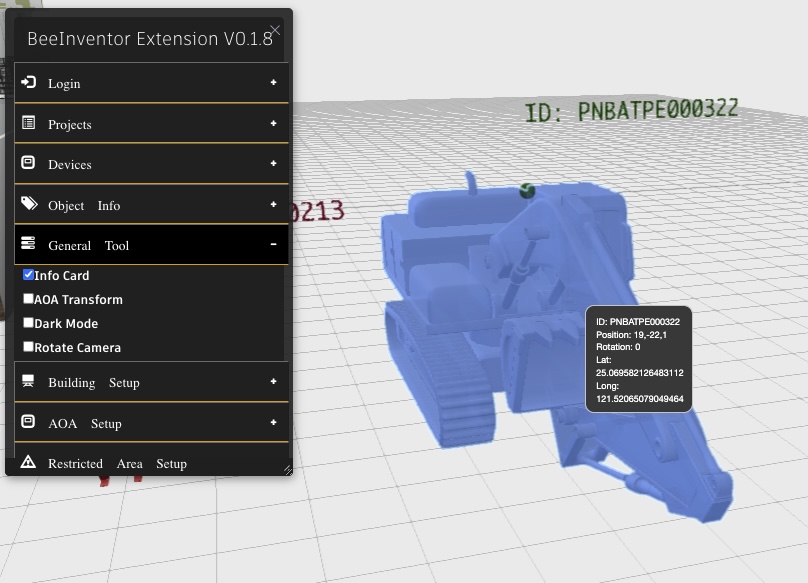 BeeInventor Extension V0.1.8
Login
Projects
Devices
Object Info
General Tool
Info Card
AOA Transform
Dark Mode
Rotate Camera
Building Setup
AOA Setup
Restricted Area Setup
ID: PNBATPE000322
0213
ID: PNBATPE000322
Position: 19,-22,1
Rotation: 0
Lat:
25.069582126483112
Long:
121.52065079049464